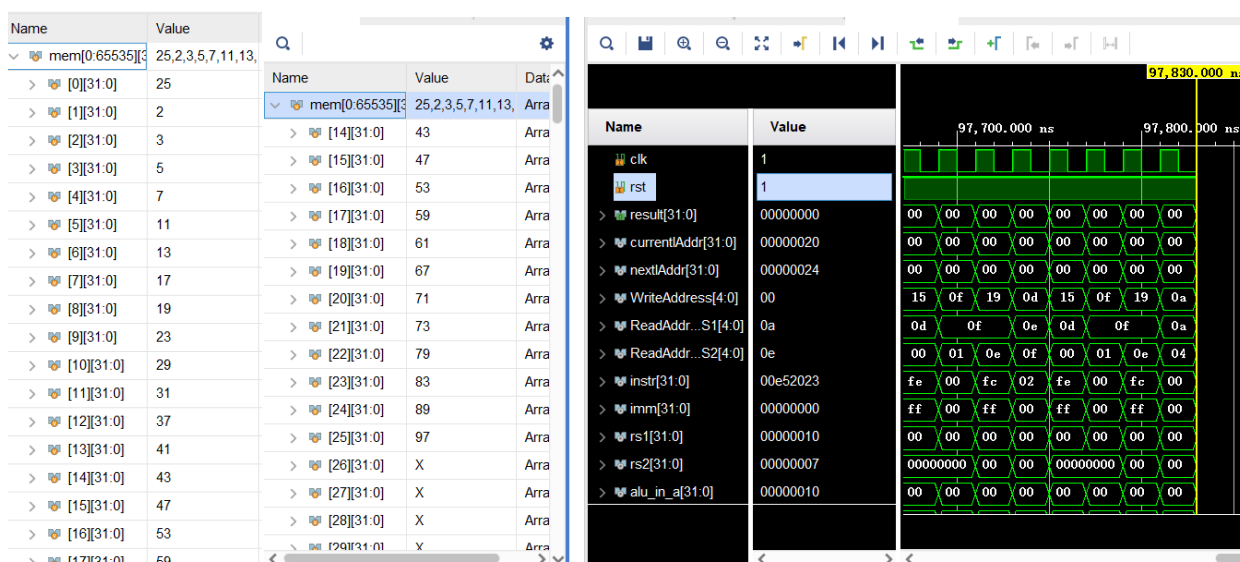 Name Value
mem[0:65535][3 25,2,3,5,7,11,13,
[0][31:0] 25
[1][31:0] 2
[2][31:0] 3
[3][31:0] 5
[4][31:0] 7
[5][31:0] 11
[6][31:0] 13
[7][31:0] 17
[8][31:0] 19
[9][31:0] 23
[10][31:0] 29
[11][31:0] 31
[12][31:0] 37
[13][31:0] 41
[14][31:0] 43
[15][31:0] 47
[16][31:0] 53
[17][31:0] 59
Name Value Data
mem[0:65535][3 25,2,3,5,7,11,13, Arra
[14][31:0] 43 Arra
[15][31:0] 47 Arra
[16][31:0] 53 Arra
[17][31:0] 59 Arra
[18][31:0] 61 Arra
[19][31:0] 67 Arra
[20][31:0] 71 Arra
[21][31:0] 73 Arra
[22][31:0] 79 Arra
[23][31:0] 83 Arra
[24][31:0] 89 Arra
[25][31:0] 97 Arra
[26][31:0] X Arra
[27][31:0] X Arra
[28][31:0] X Arra
[29][31:0] X Arra
97,830.000 ns
Name Value 97,700.000 ns 97,800.000 ns
clk 1
rst 1
result[31:0] 00000000 00 00 00 00 00 00 00 00
currentIAddr[31:0] 00000020 00 00 00 00 00 00 00 00
nextIAddr[31:0] 00000024 00 00 00 00 00 00 00 00
WriteAddress[4:0] 00 15 0f 19 0d 15 0f 19 0a
ReadAddr...S1[4:0] 0a 0d 0f 0e 0d 0f 0a
ReadAddr...S2[4:0] 0e 00 01 0e 0f 00 01 0e 04
instr[31:0] 00e52023 fe 00 fc 02 fe 00 fc 00
imm[31:0] 00000000 ff 00 ff 00 ff 00 ff 00
rs1[31:0] 00000010 00 00 00 00 00 00 00 00
rs2[31:0] 00000007 00000000 00 00 00000000 00 00
alu_in_a[31:0] 00000010 00 00 00 00 00 00 00 00